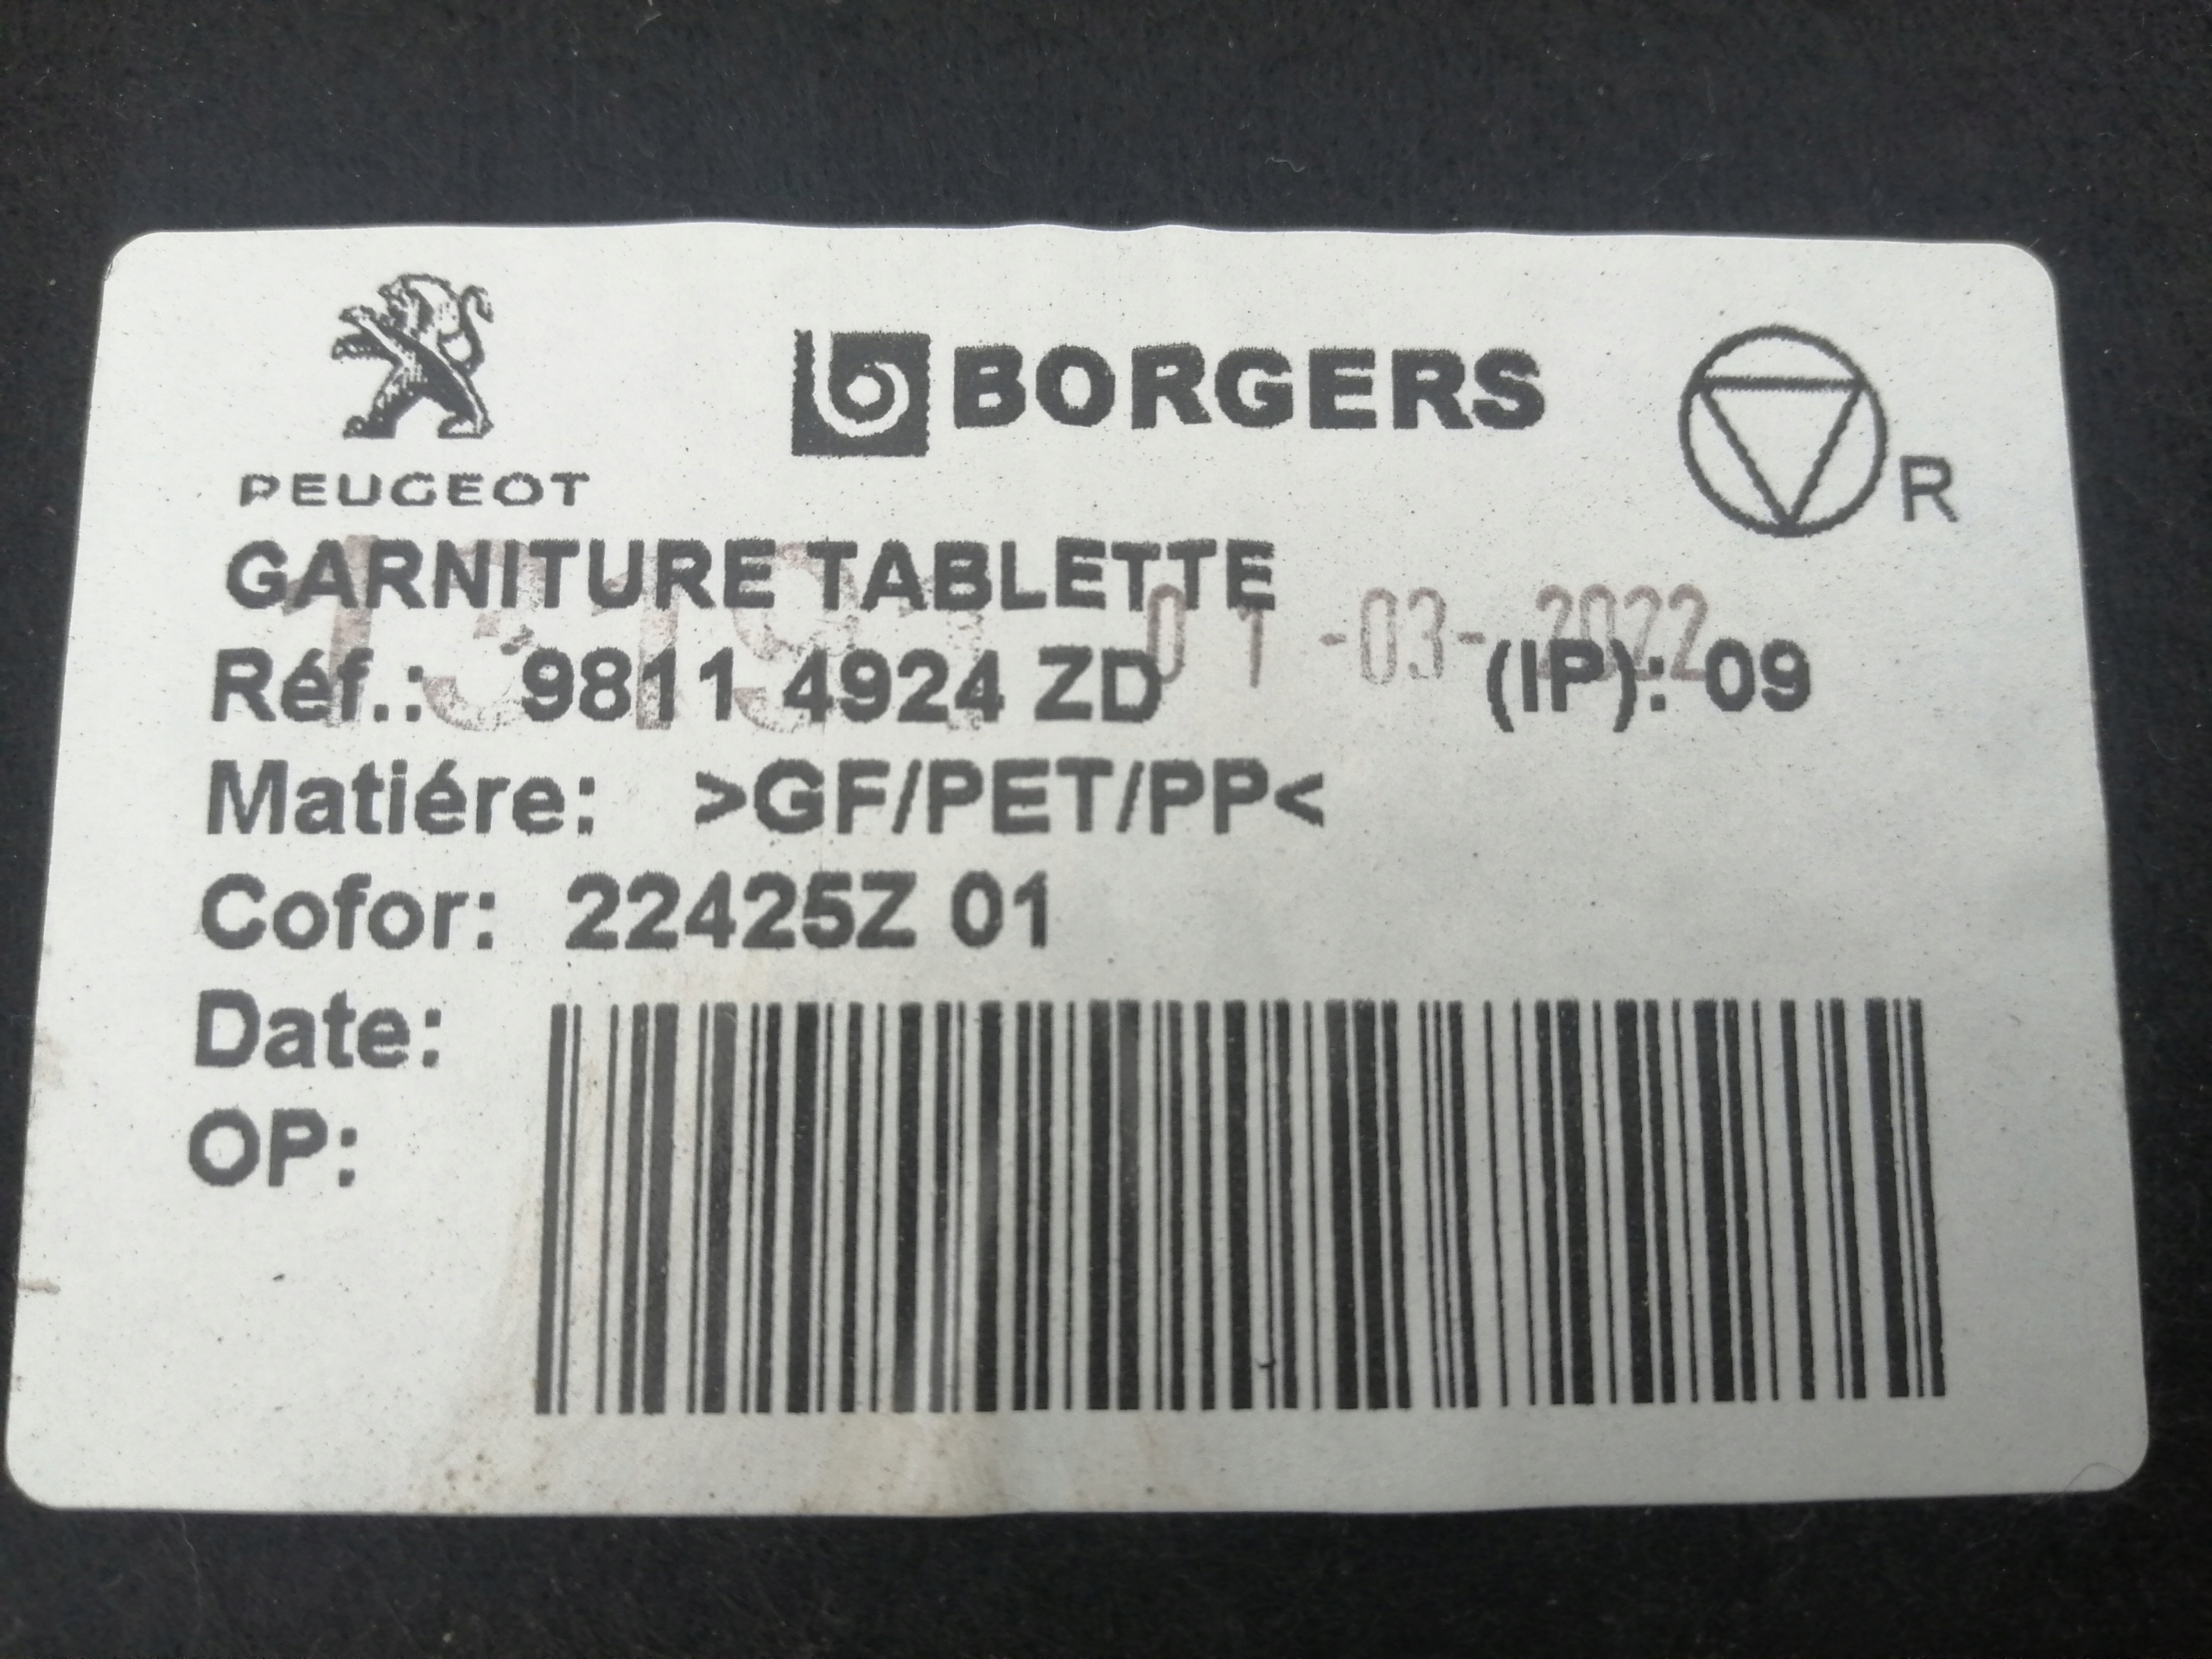 PEUGEOT
BORGERS
R
GARNITURE TABLETTE
01-03-2022
Réf.: 9811 4924 ZD (IP): 09
Matiére: >GF/PET/PP<
Cofor: 22425Z 01
Date:
OP: